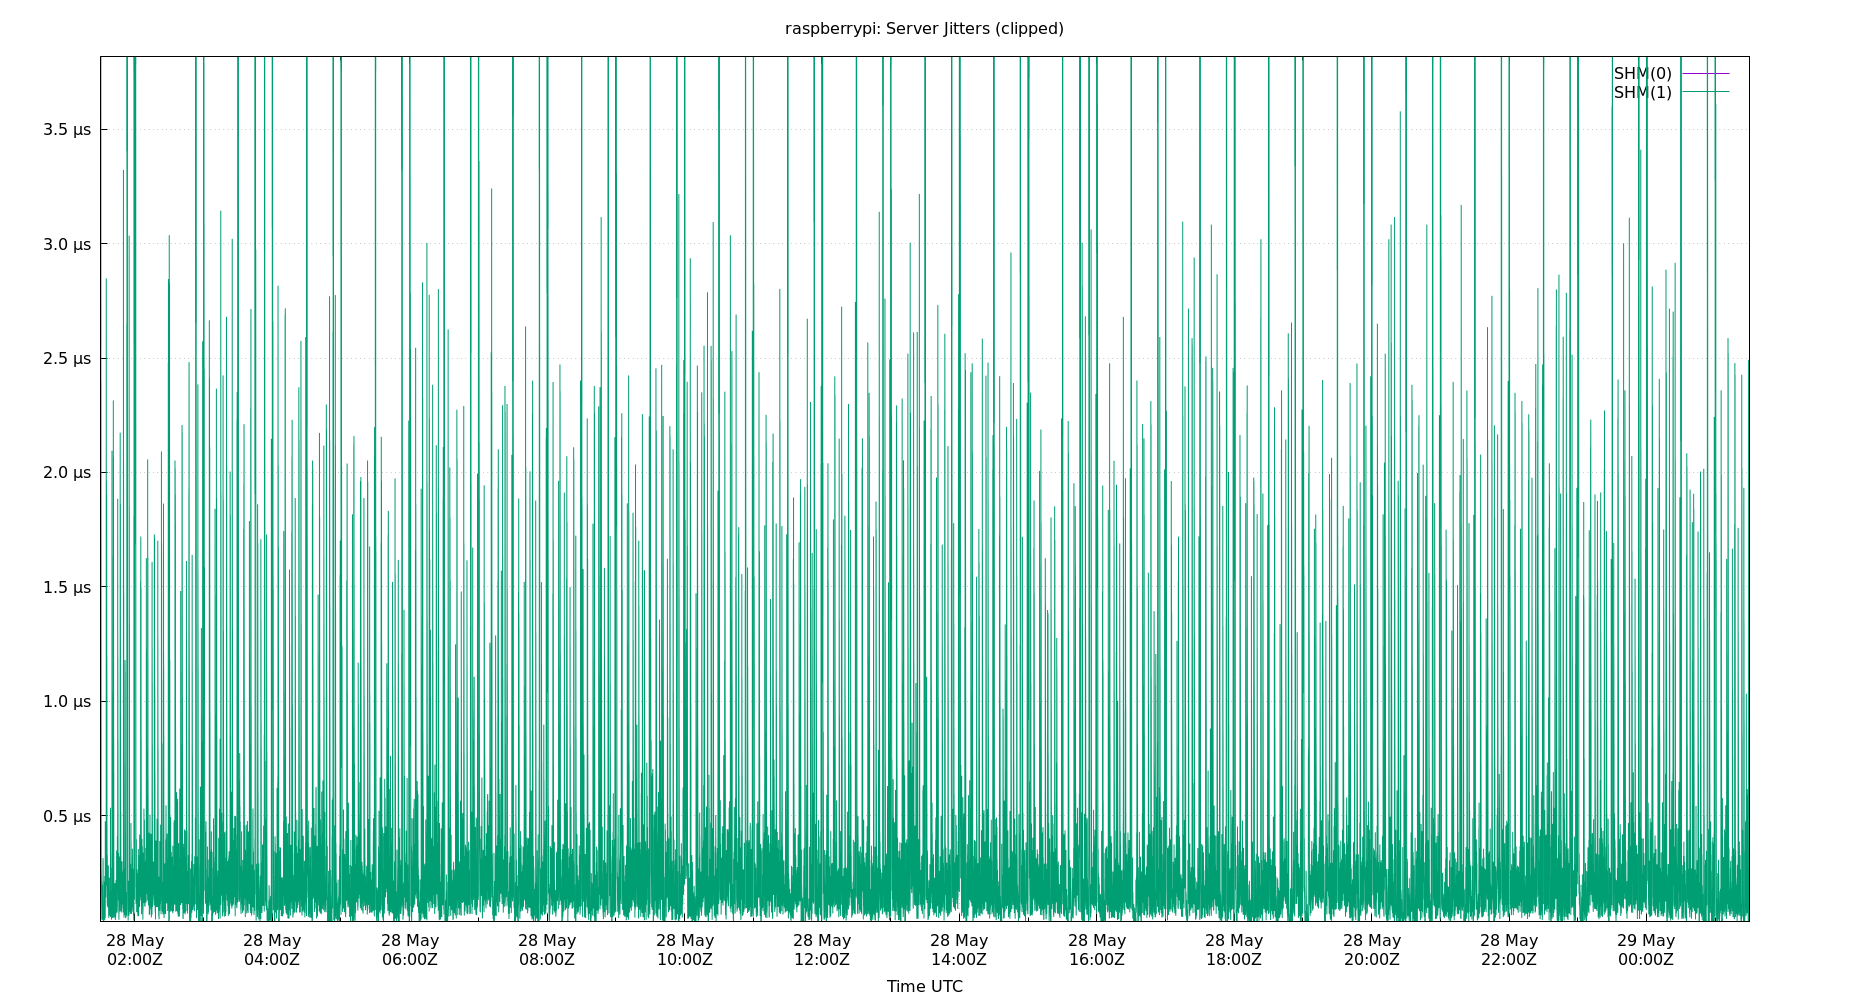 raspberrypi: Server Jitters (clipped)
SHM(0)
SHM(1)
3.5 µs
3.0 µs
2.5 µs
2.0 µs
1.5 µs
1.0 µs
0.5 µs
28 May 28 May 28 May 28 May 28 May 28 May 28 May 28 May 28 May 28 May 28 May 29 May
02:00Z 04:00Z 06:00Z 08:00Z 10:00Z 12:00Z 14:00Z 16:00Z 18:00Z 20:00Z 22:00Z 00:00Z
Time UTC